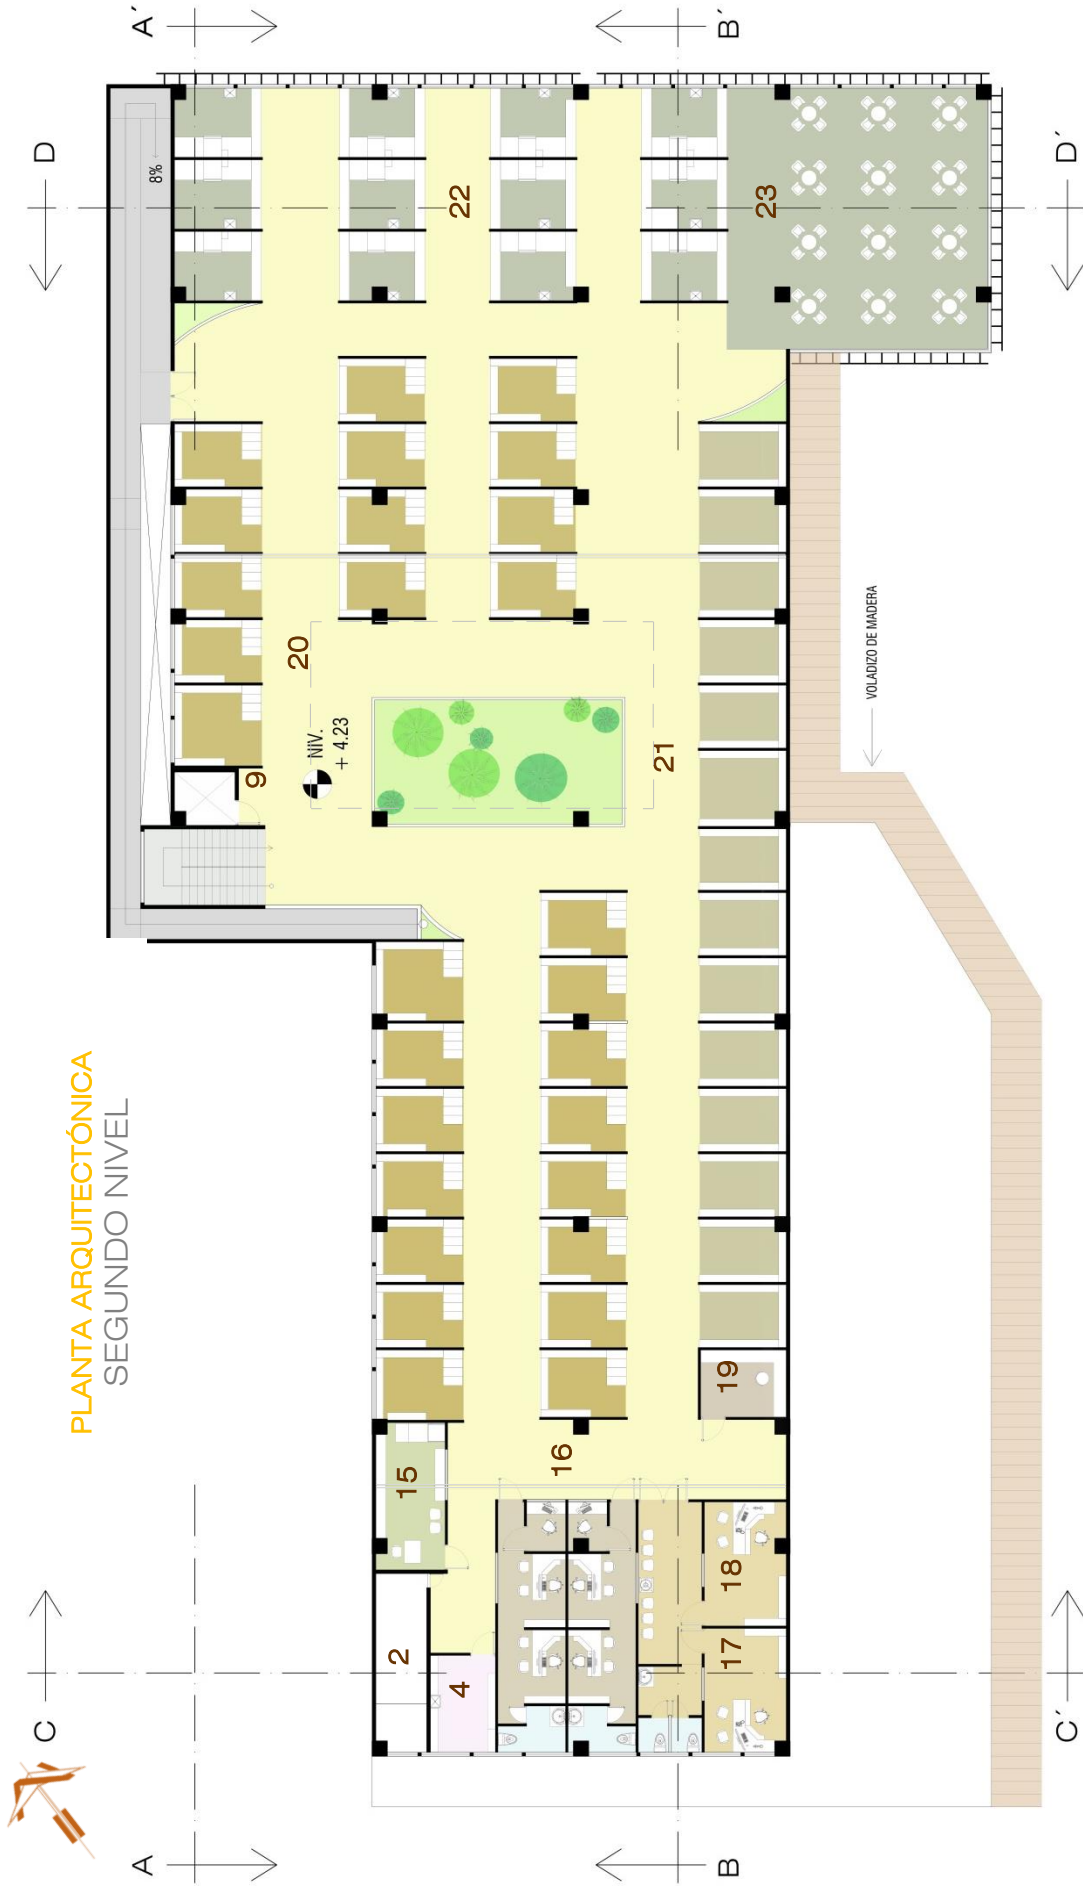 PLANTA ARQUITECTÓNICA
SEGUNDO NIVEL
C
D
A´
A
2
15
9
20
8%
4
NIV.
+ 4.23
16
22
17
18
19
21
23
B
B´
VOLADIZO DE MADERA
C´
D´